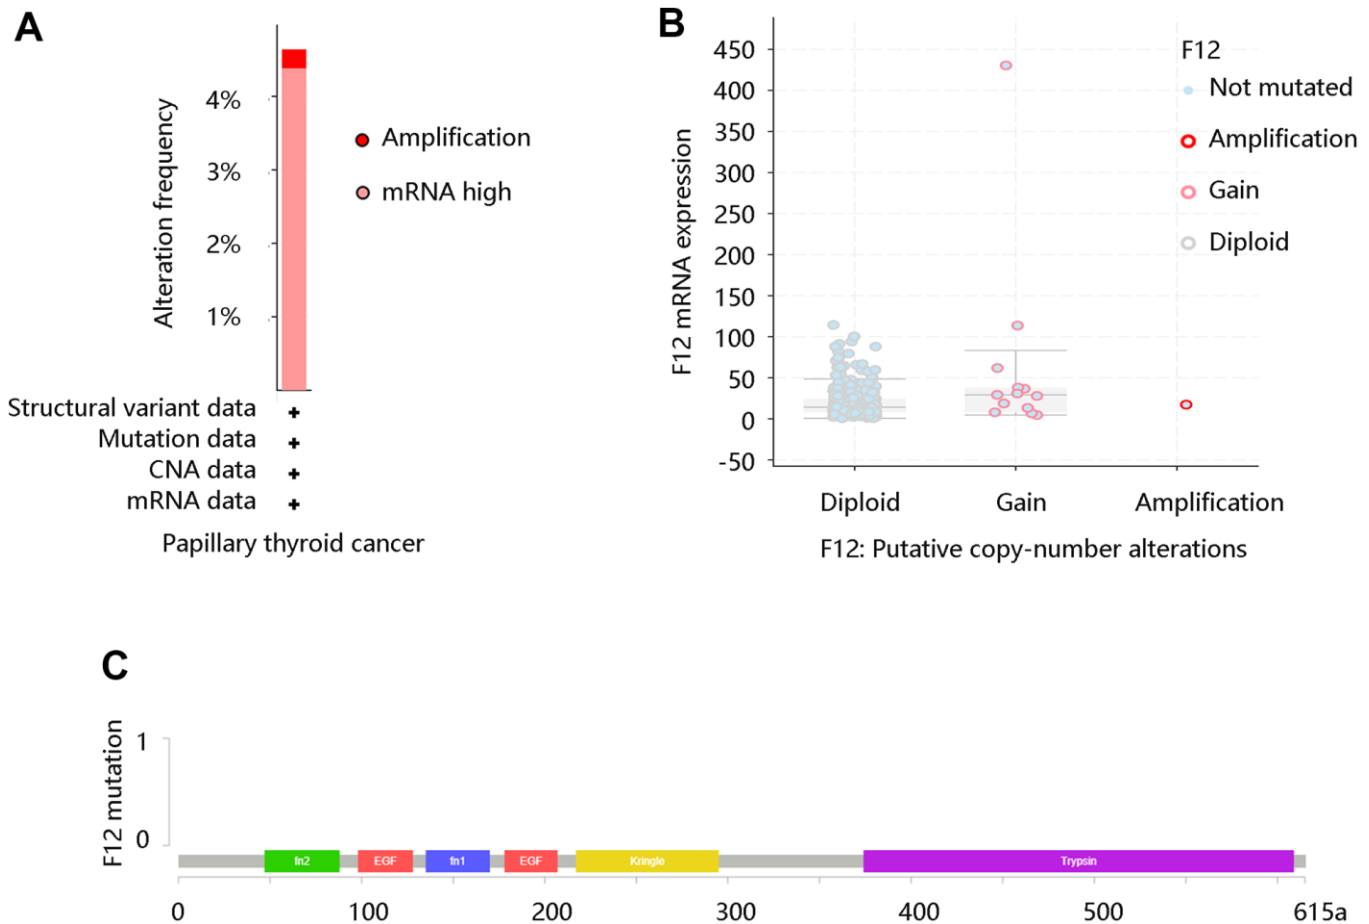 A
Alteration frequency
4%
3%
2%
1%
Amplification
mRNA high
Structural variant data
Mutation data
CNA data
mRNA data
+
+
+
+
Papillary thyroid cancer
B
F12 mRNA expression
450
400
350
300
250
200
150
100
50
0
-50
F12
Not mutated
Amplification
Gain
Diploid
Diploid Gain Amplification
F12: Putative copy-number alterations
C
F12 mutation
1
0
fn2 EGF fn1 EGF Kringle Trypsin
0 100 200 300 400 500 615a